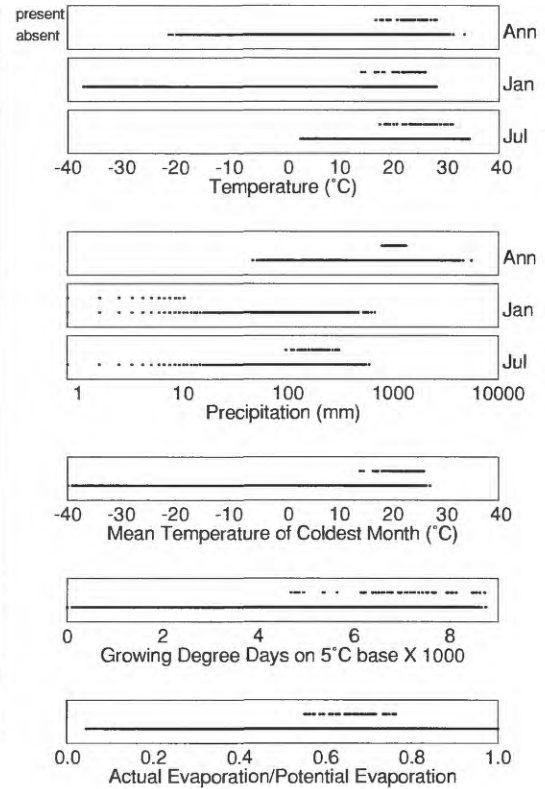 present
absent
Ann
Jan
Jul
-40 -30 -20 -10 0 10 20 30 40
Temperature (˚C)
Ann
Jan
Jul
1 10 100 1000 10000
Precipitation (mm)
-40 -30 -20 -10 0 10 20 30 40
Mean Temperature of Coldest Month (˚C)
0 2 4 6 8
Growing Degree Days on 5˚C base X 1000
0.0 0.2 0.4 0.6 0.8 1.0
Actual Evaporation/Potential Evaporation